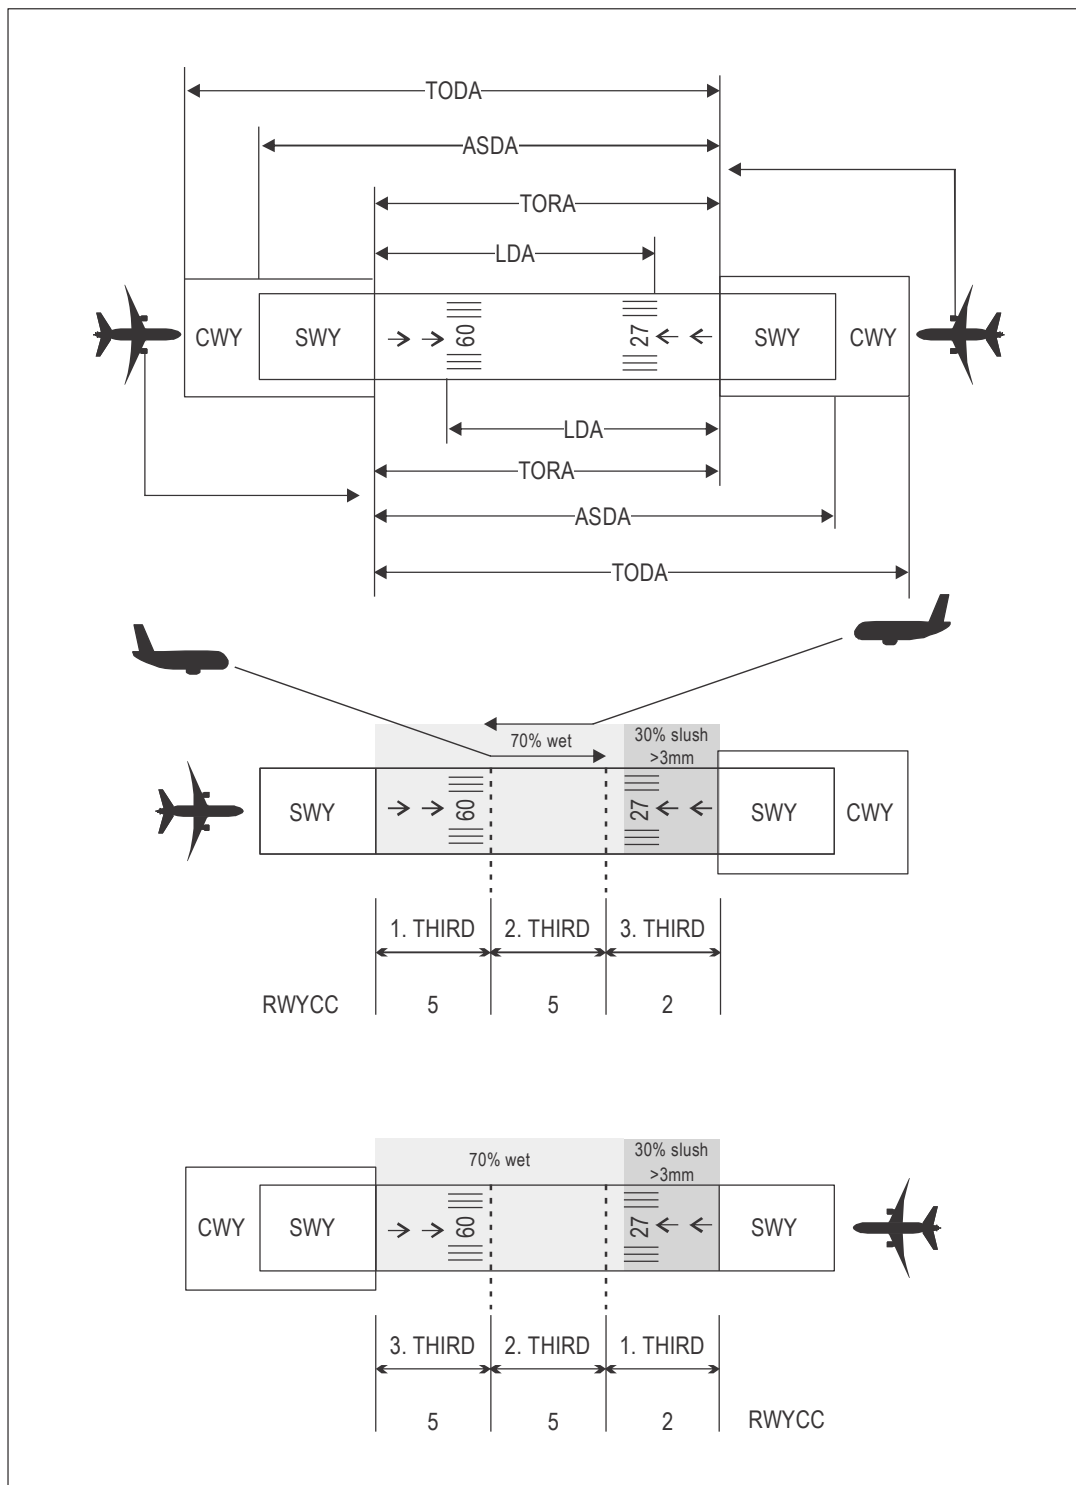 TODA
ASDA
TORA
LDA
CWY
SWY
09
27
SWY
CWY
LDA
TORA
ASDA
TODA
70% wet
30% slush
>3mm
SWY
09
27
SWY
CWY
1. THIRD
2. THIRD
3. THIRD
RWYCC
5
5
2
70% wet
30% slush
>3mm
CWY
SWY
09
27
SWY
3. THIRD
2. THIRD
1. THIRD
5
5
2
RWYCC